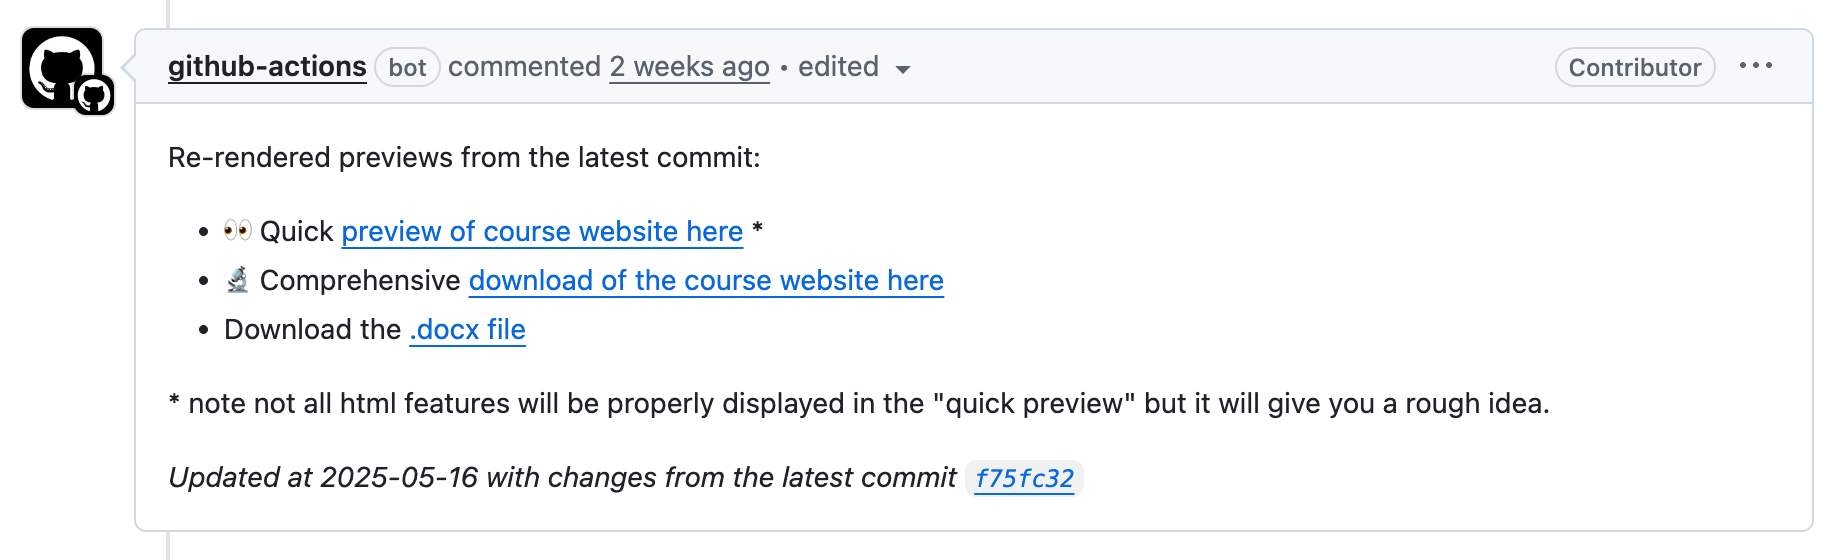 github-actions bot commented 2 weeks ago • edited Contributor ...
Re-rendered previews from the latest commit:
• 👀 Quick preview of course website here *
• 🔬 Comprehensive download of the course website here
• Download the .docx file
* note not all html features will be properly displayed in the "quick preview" but it will give you a rough idea.
Updated at 2025-05-16 with changes from the latest commit f75fc32